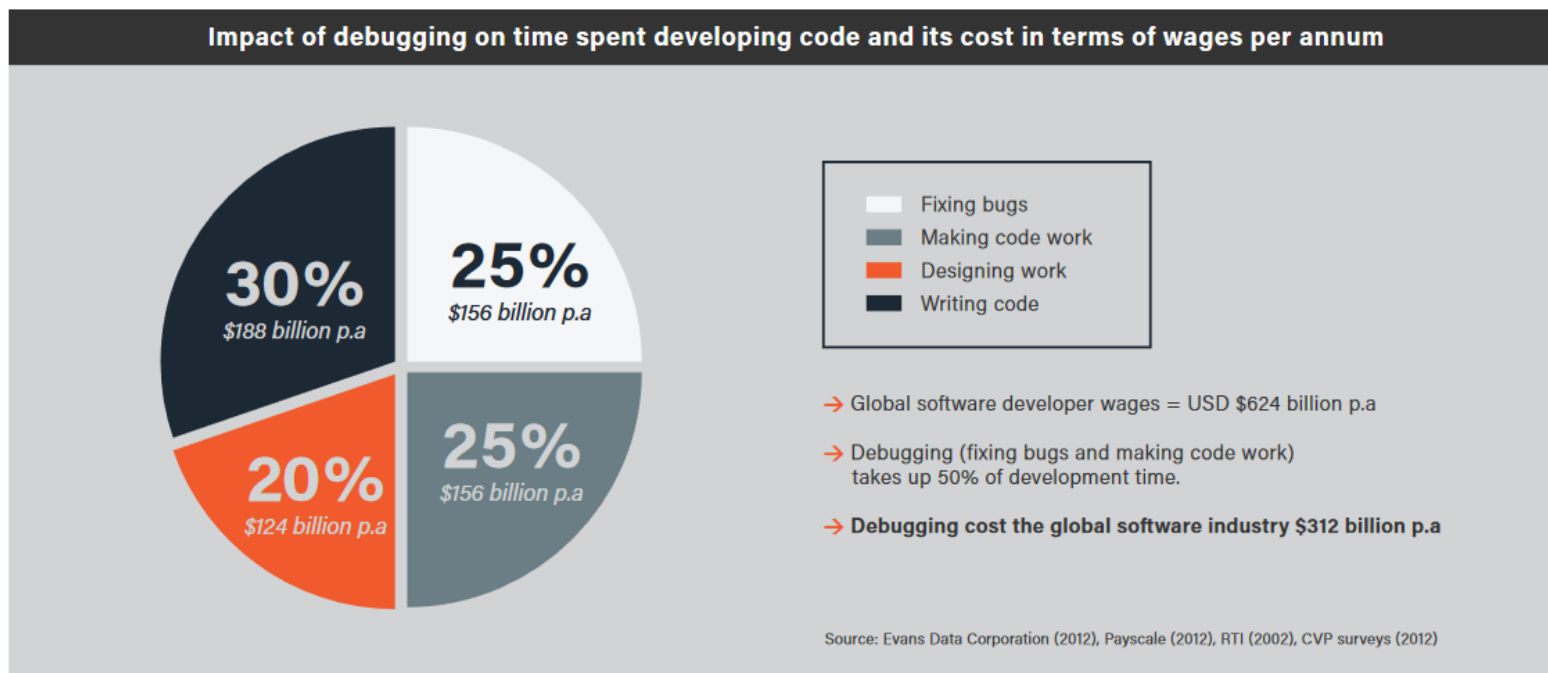 Impact of debugging on time spent developing code and its cost in terms of wages per annum
30%
$188 billion p.a
25%
$156 billion p.a
20%
$124 billion p.a
25%
$156 billion p.a
Fixing bugs
Making code work
Designing work
Writing code
→ Global software developer wages = USD $624 billion p.a
→ Debugging (fixing bugs and making code work)
takes up 50% of development time.
→ Debugging cost the global software industry $312 billion p.a
Source: Evans Data Corporation (2012), Payscale (2012), RTI (2002), CVP surveys (2012)